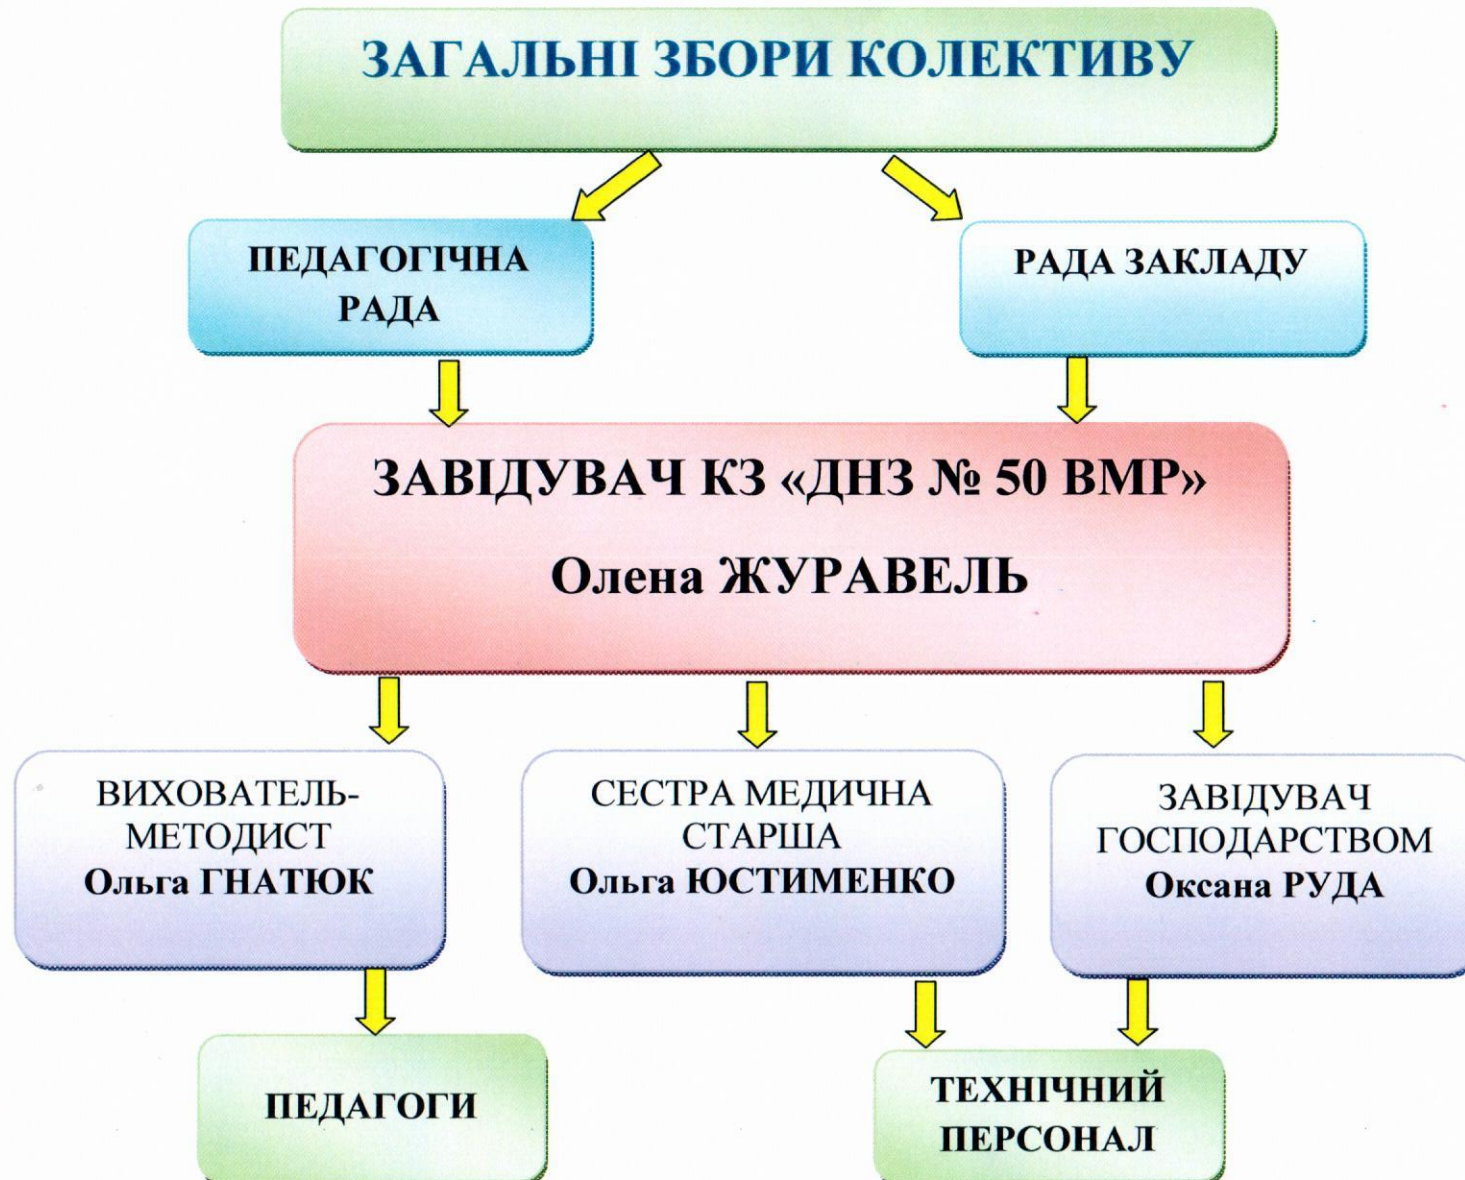 ЗАГАЛЬНІ ЗБОРИ КОЛЕКТИВУ
ПЕДАГОГІЧНА
РАДА
РАДА ЗАКЛАДУ
ЗАВІДУВАЧ КЗ «ДНЗ № 50 ВМР»
Олена ЖУРАВЕЛЬ
ВИХОВАТЕЛЬ-
МЕТОДИСТ
Ольга ГНАТЮК
СЕСТРА МЕДИЧНА
СТАРША
Ольга ЮСТИМЕНКО
ЗАВІДУВАЧ
ГОСПОДАРСТВОМ
Оксана РУДА
ПЕДАГОГИ
ТЕХНІЧНИЙ
ПЕРСОНАЛ